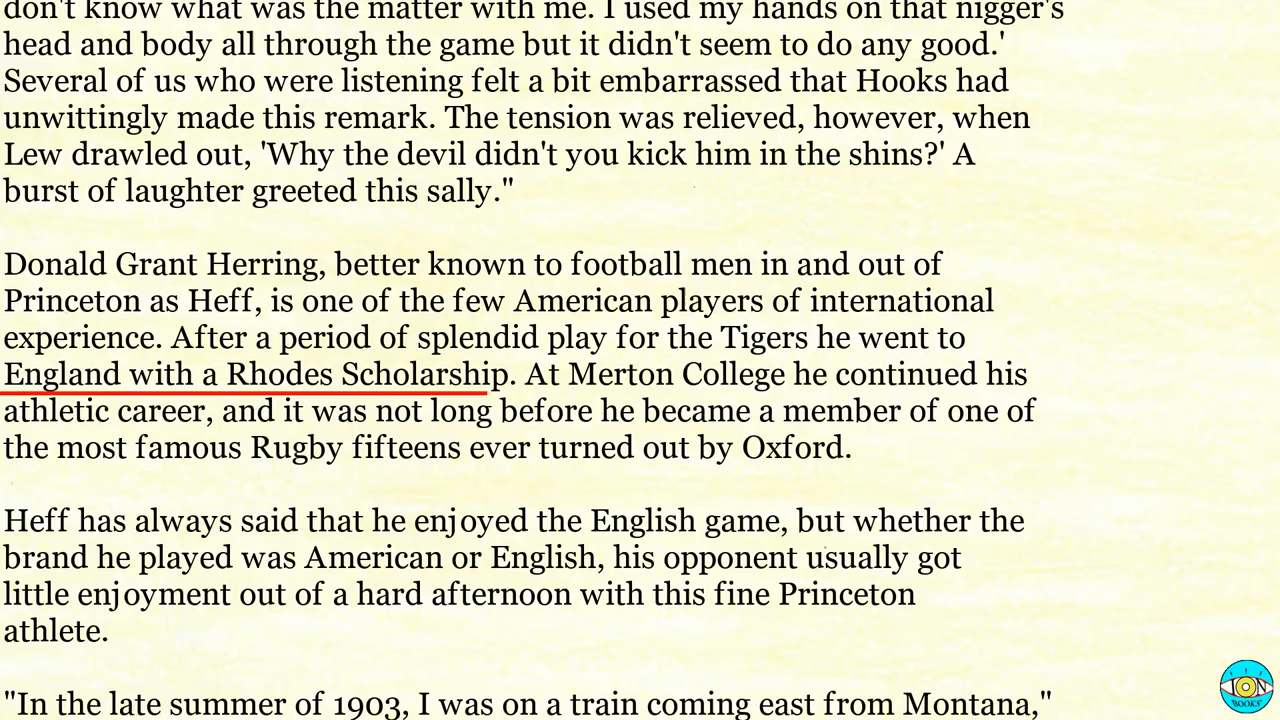 don't know what was the matter with me. I used my hands on that nigger's
head and body all through the game but it didn't seem to do any good.'
Several of us who were listening felt a bit embarrassed that Hooks had
unwittingly made this remark. The tension was relieved, however, when
Lew drawled out, 'Why the devil didn't you kick him in the shins?' A
burst of laughter greeted this sally."
Donald Grant Herring, better known to football men in and out of
Princeton as Heff, is one of the few American players of international
experience. After a period of splendid play for the Tigers he went to
England with a Rhodes Scholarship. At Merton College he continued his
athletic career, and it was not long before he became a member of one of
the most famous Rugby fifteens ever turned out by Oxford.
Heff has always said that he enjoyed the English game, but whether the
brand he played was American or English, his opponent usually got
little enjoyment out of a hard afternoon with this fine Princeton
athlete.
"In the late summer of 1903, I was on a train coming east from Montana,"
ION
BOOKS